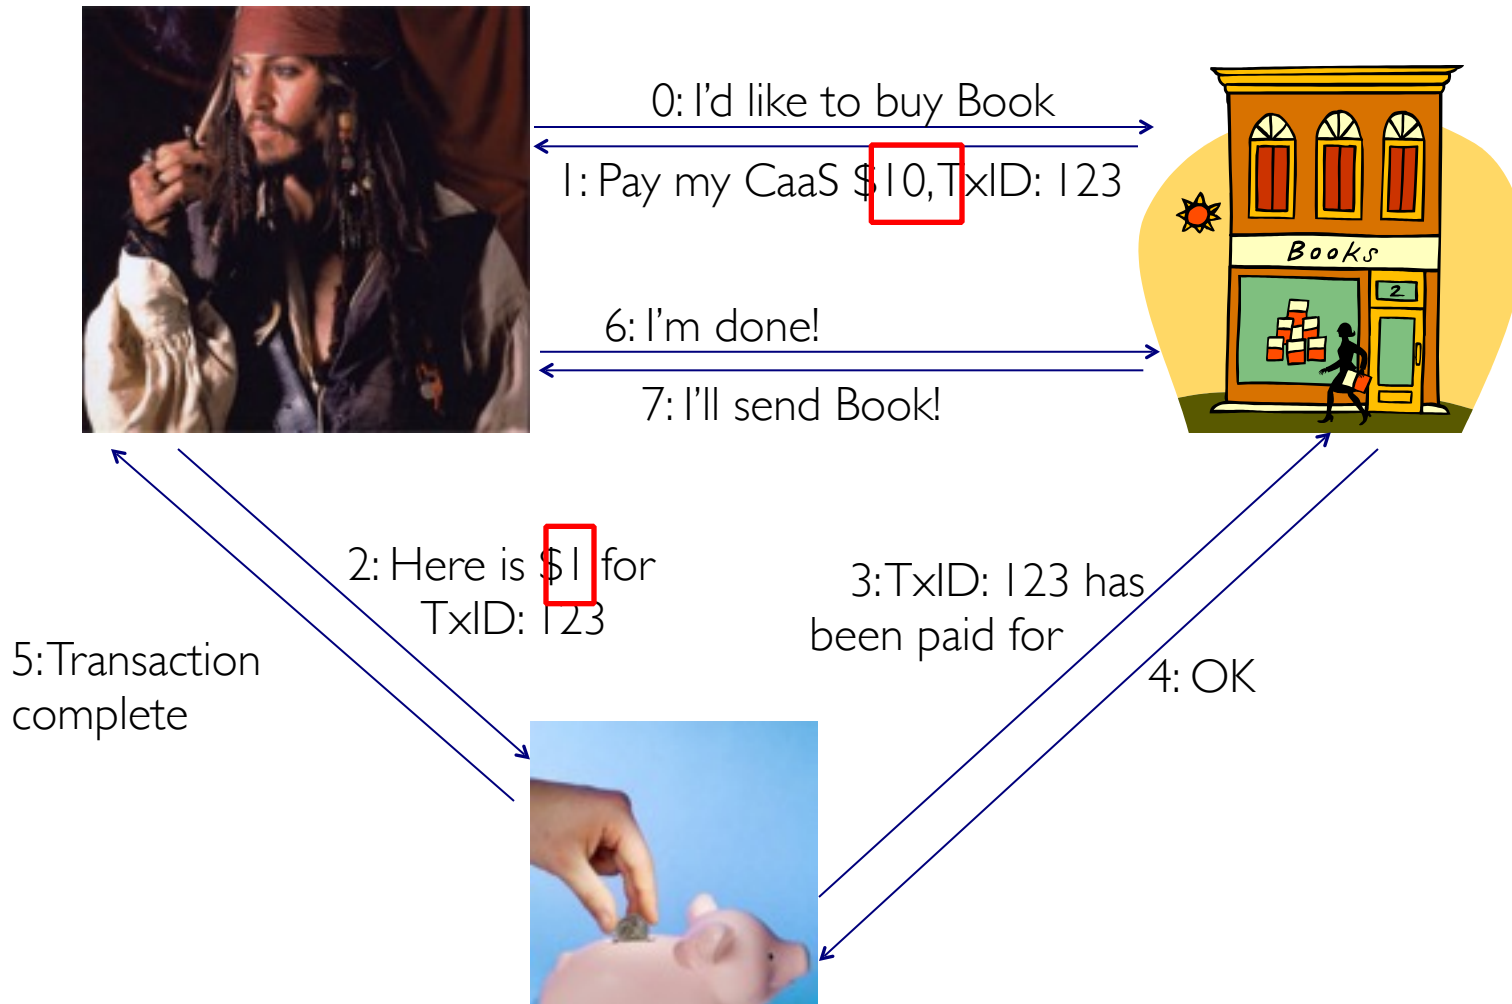 0: I'd like to buy Book
1: Pay my CaaS $10, TxID: 123
Books
2
6: I'm done!
7: I'll send Book!
2: Here is $1 for
TxID: 123
3: TxID: 123 has
been paid for
4: OK
5: Transaction
complete